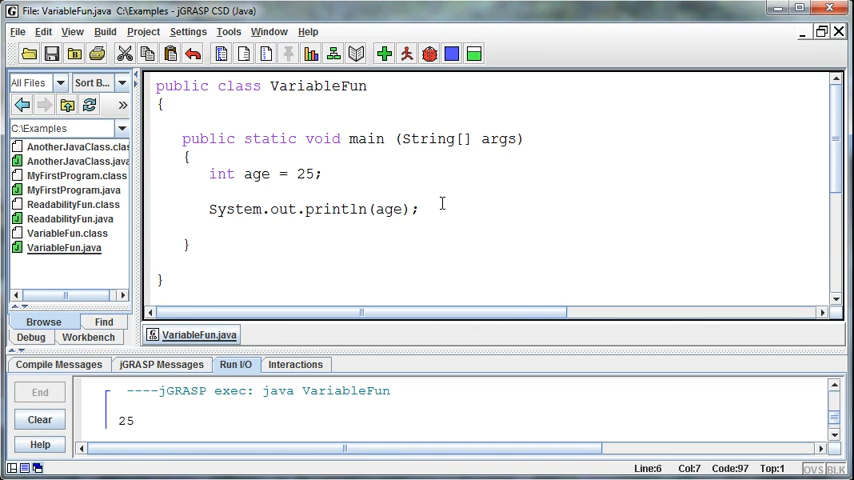 File: VariableFun.java  C:\Examples - jGRASP CSD (Java)
File Edit View Build Project Settings Tools Window Help
All Files Sort B...
C:\Examples
AnotherJavaClass.clas
AnotherJavaClass.java
MyFirstProgram.class
MyFirstProgram.java
ReadabilityFun.class
ReadabilityFun.java
VariableFun.class
VariableFun.java
Browse Find
Debug Workbench
public class VariableFun
{
public static void main (String[] args)
{
int age = 25;
System.out.println(age);
}
}
VariableFun.java
Compile Messages jGRASP Messages Run I/O Interactions
End
Clear
Help
----jGRASP exec: java VariableFun
25
Line:6 Col:7 Code:97 Top:1 OVS BLK